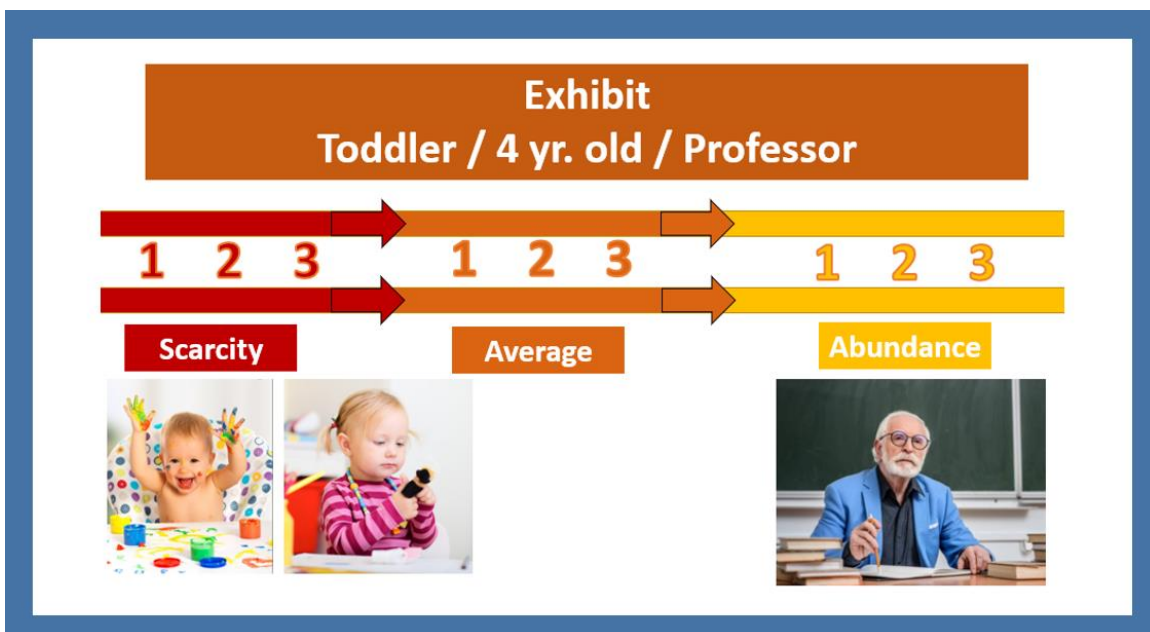 Exhibit
Toddler / 4 yr. old / Professor
1 2 3 1 2 3 1 2 3
Scarcity Average Abundance